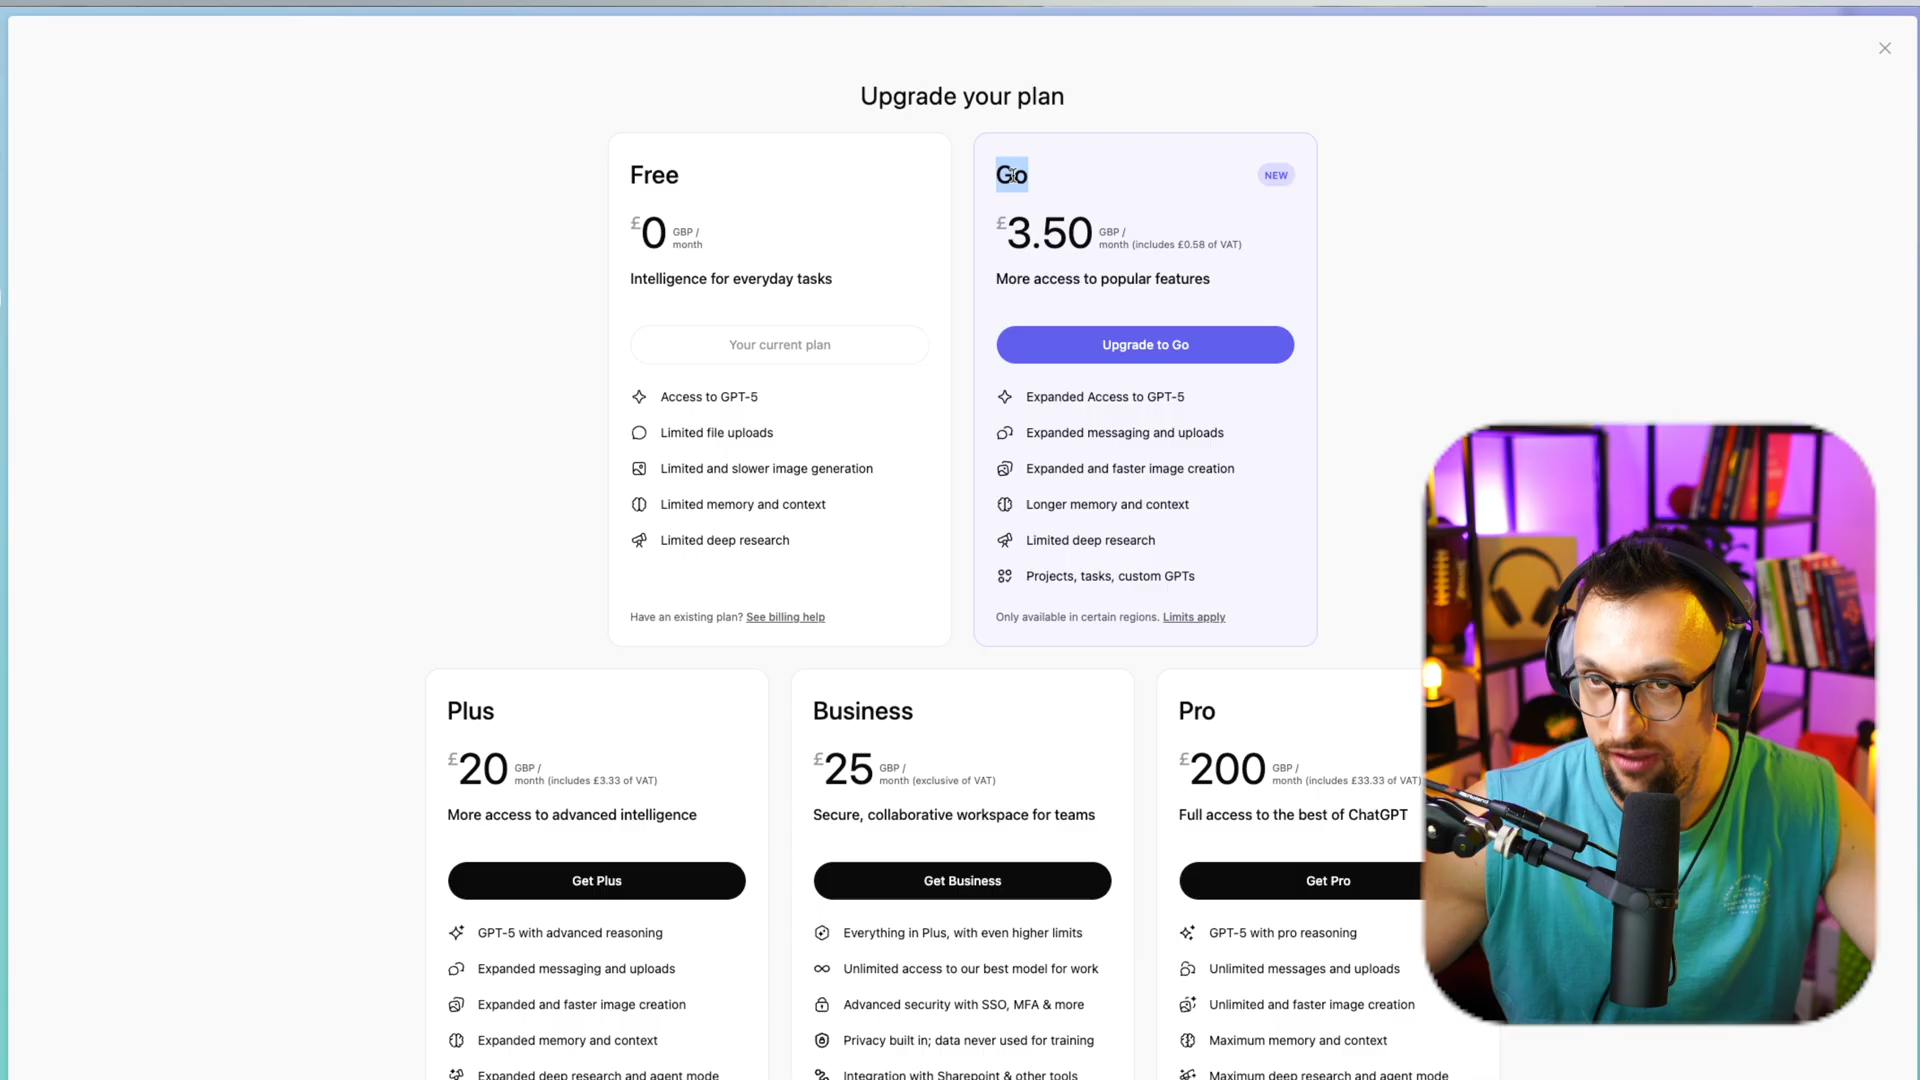 Upgrade your plan
Free
£0 GBP / month
Intelligence for everyday tasks
Your current plan
Access to GPT-5
Limited file uploads
Limited and slower image generation
Limited memory and context
Limited deep research
Have an existing plan? See billing help
Go
NEW
£3.50 GBP / month (includes £0.58 of VAT)
More access to popular features
Upgrade to Go
Expanded Access to GPT-5
Expanded messaging and uploads
Expanded and faster image creation
Longer memory and context
Limited deep research
Projects, tasks, custom GPTs
Only available in certain regions. Limits apply
Plus
£20 GBP / month (includes £3.33 of VAT)
More access to advanced intelligence
Get Plus
GPT-5 with advanced reasoning
Expanded messaging and uploads
Expanded and faster image creation
Expanded memory and context
Expanded deep research and agent mode
Business
£25 GBP / month (exclusive of VAT)
Secure, collaborative workspace for teams
Get Business
Everything in Plus, with even higher limits
Unlimited access to our best model for work
Advanced security with SSO, MFA & more
Privacy built in; data never used for training
Integration with Sharepoint & other tools
Pro
£200 GBP / month (includes £33.33 of VAT)
Full access to the best of ChatGPT
Get Pro
GPT-5 with pro reasoning
Unlimited messages and uploads
Unlimited and faster image creation
Maximum memory and context
Maximum deep research and agent mode